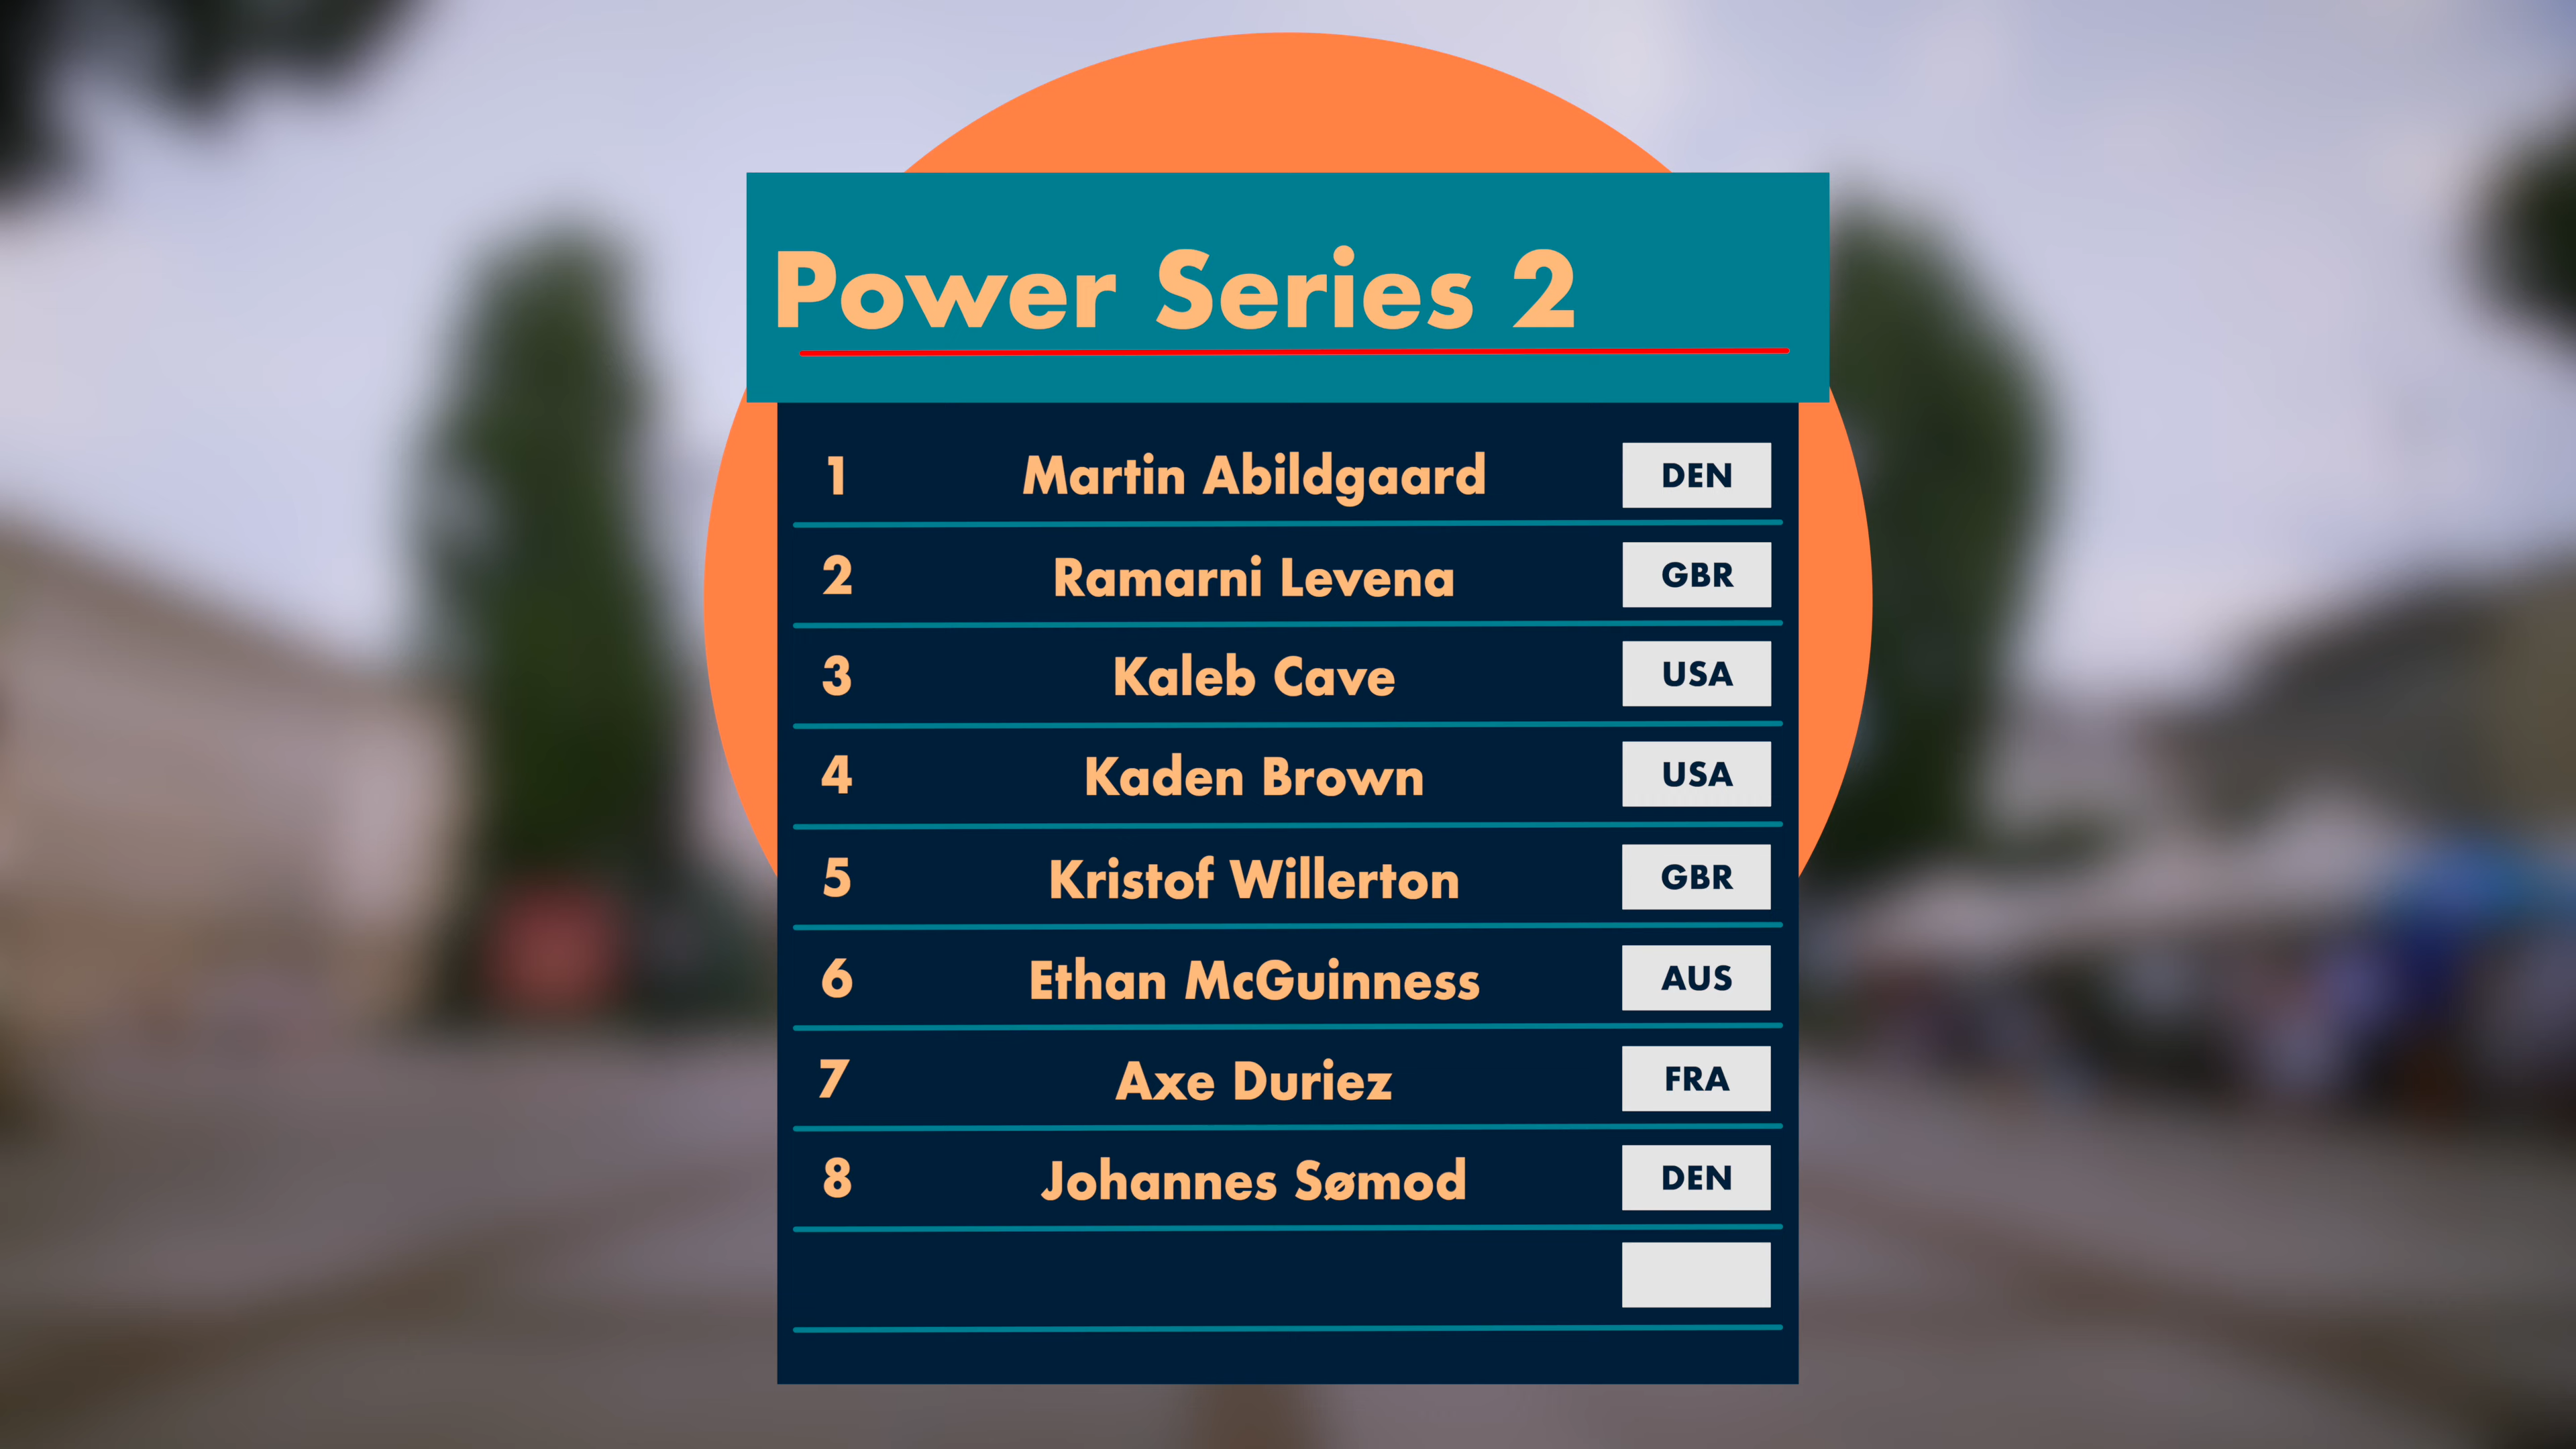 Power Series 2
1 Martin Abildgaard DEN
2 Ramarni Levena GBR
3 Kaleb Cave USA
4 Kaden Brown USA
5 Kristof Willerton GBR
6 Ethan McGuinness AUS
7 Axe Duriez FRA
8 Johannes Sømod DEN